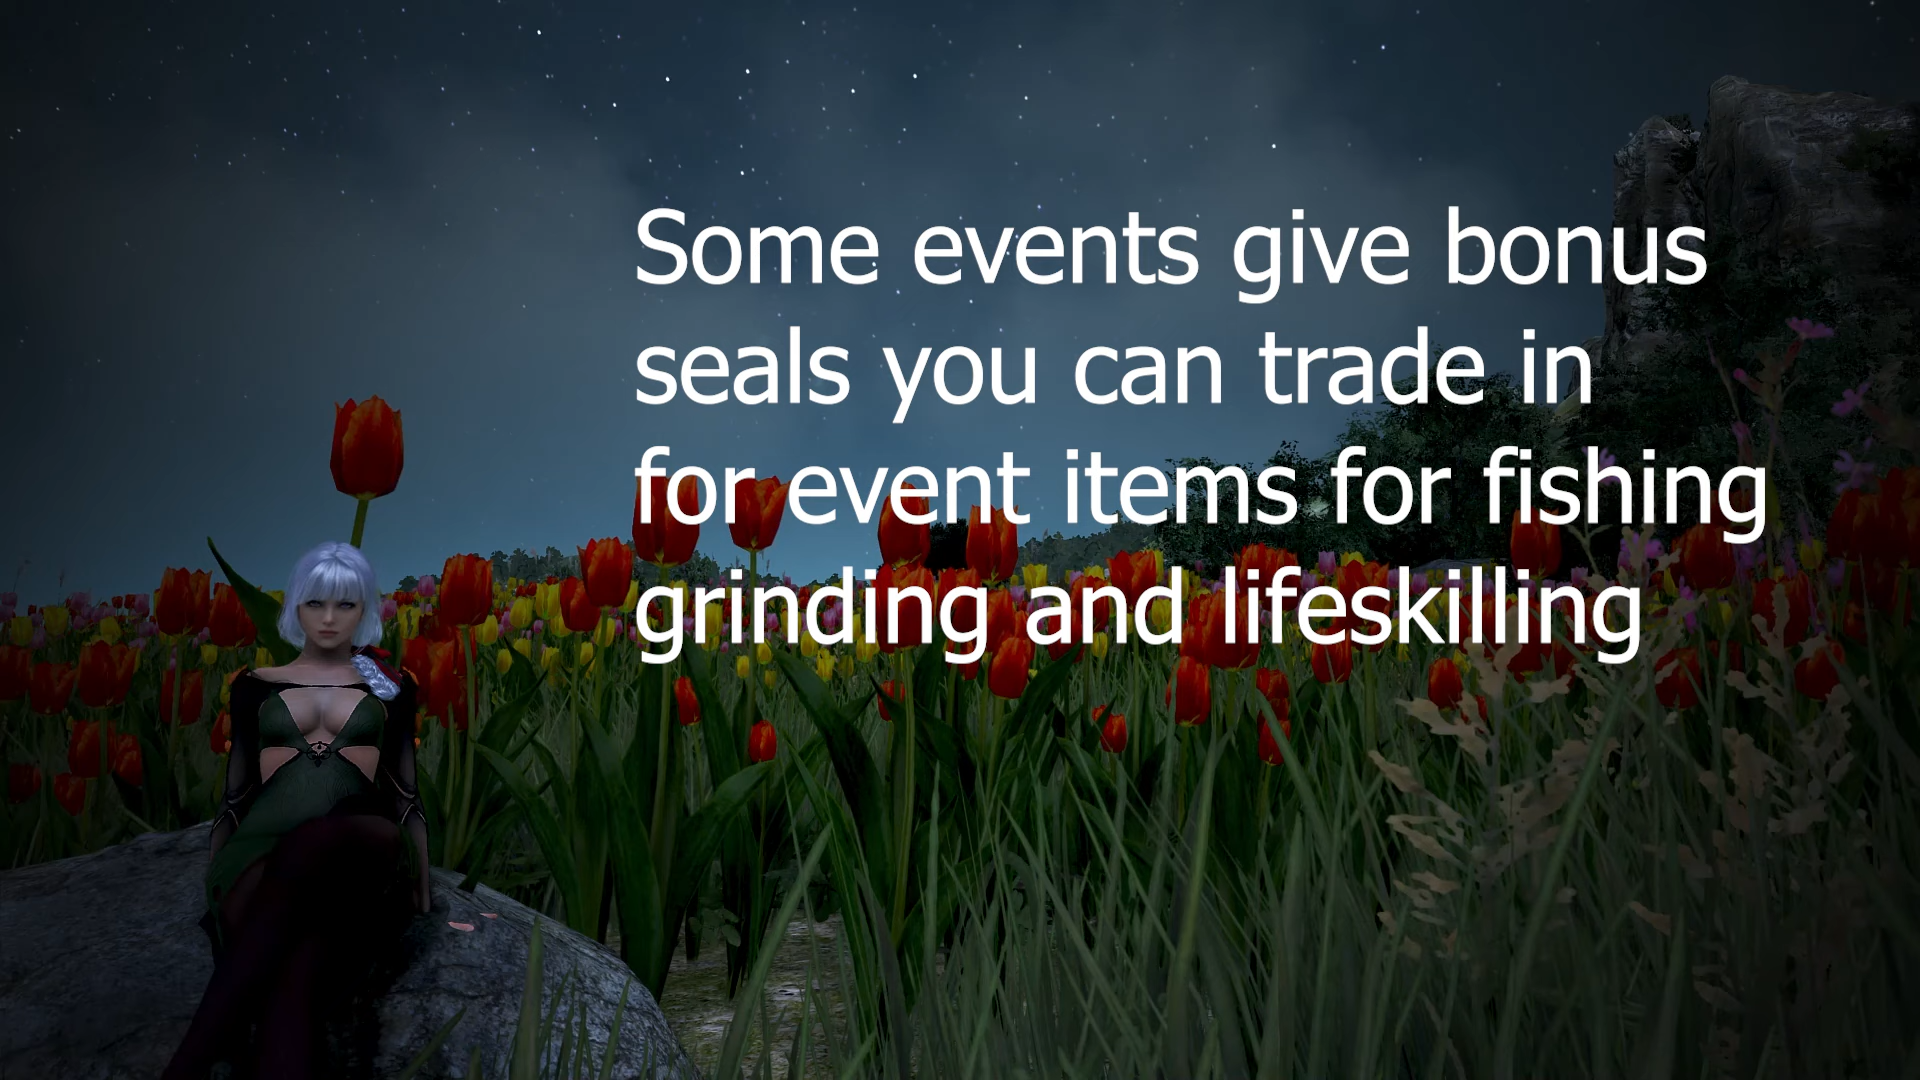 Some events give bonus
seals you can trade in
for event items for fishing
grinding and lifeskilling